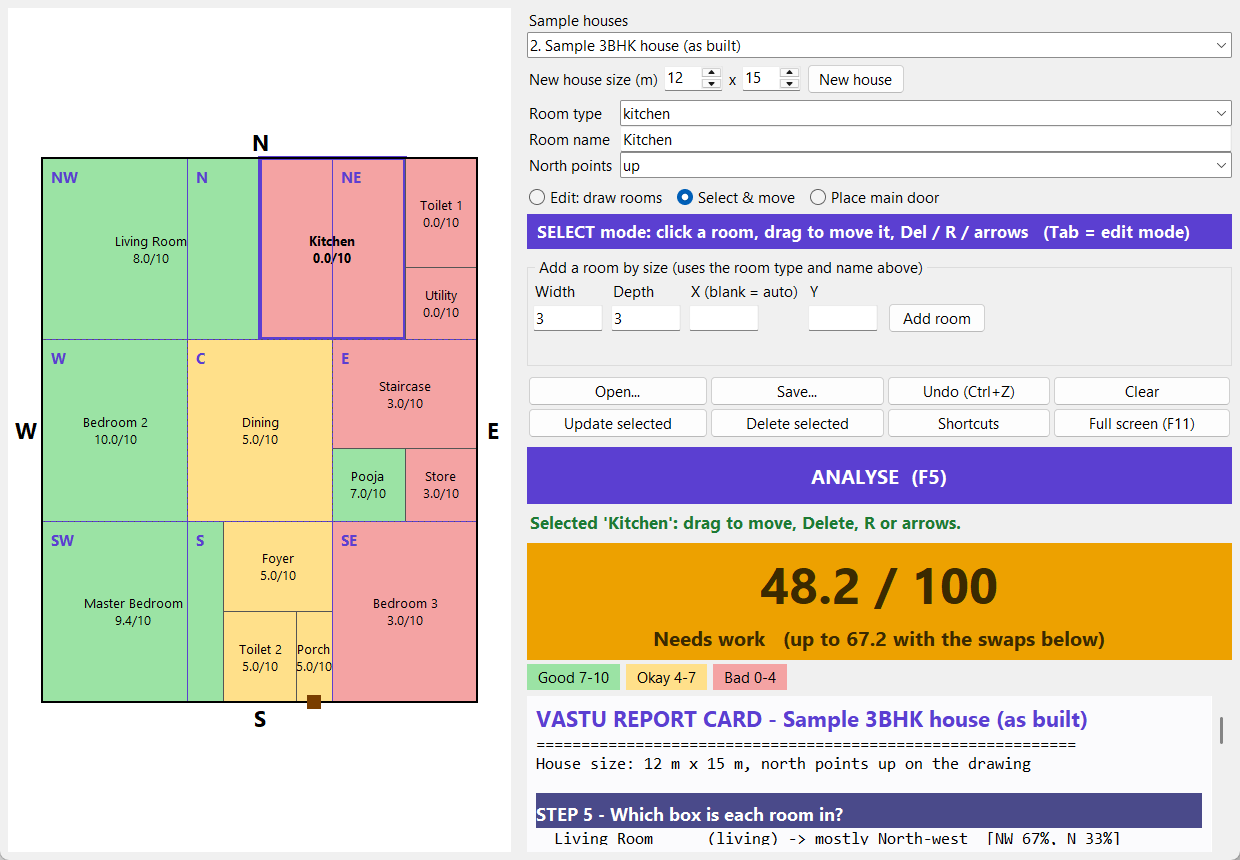 N
NW
N
NE
Living Room
8.0/10
Kitchen
0.0/10
Toilet 1
0.0/10
Utility
0.0/10
W
W
C
E
E
Bedroom 2
10.0/10
Dining
5.0/10
Staircase
3.0/10
Pooja
7.0/10
Store
3.0/10
SW
S
SE
Master Bedroom
9.4/10
Foyer
5.0/10
Toilet 2
5.0/10
Porch
5.0/10
Bedroom 3
3.0/10
S
Sample houses
2. Sample 3BHK house (as built)
New house size (m) 12 x 15 New house
Room type kitchen
Room name Kitchen
North points up
Edit: draw rooms Select & move Place main door
SELECT mode: click a room, drag to move it, Del / R / arrows (Tab = edit mode)
Add a room by size (uses the room type and name above)
Width Depth X (blank = auto) Y
3 3 Add room
Open... Save... Undo (Ctrl+Z) Clear
Update selected Delete selected Shortcuts Full screen (F11)
ANALYSE (F5)
Selected 'Kitchen': drag to move, Delete, R or arrows.
48.2 / 100
Needs work (up to 67.2 with the swaps below)
Good 7-10 Okay 4-7 Bad 0-4
VASTU REPORT CARD - Sample 3BHK house (as built)
============================================================
House size: 12 m x 15 m, north points up on the drawing
STEP 5 - Which box is each room in?
Living Room (living) -> mostly North-west [NW 67%, N 33%]